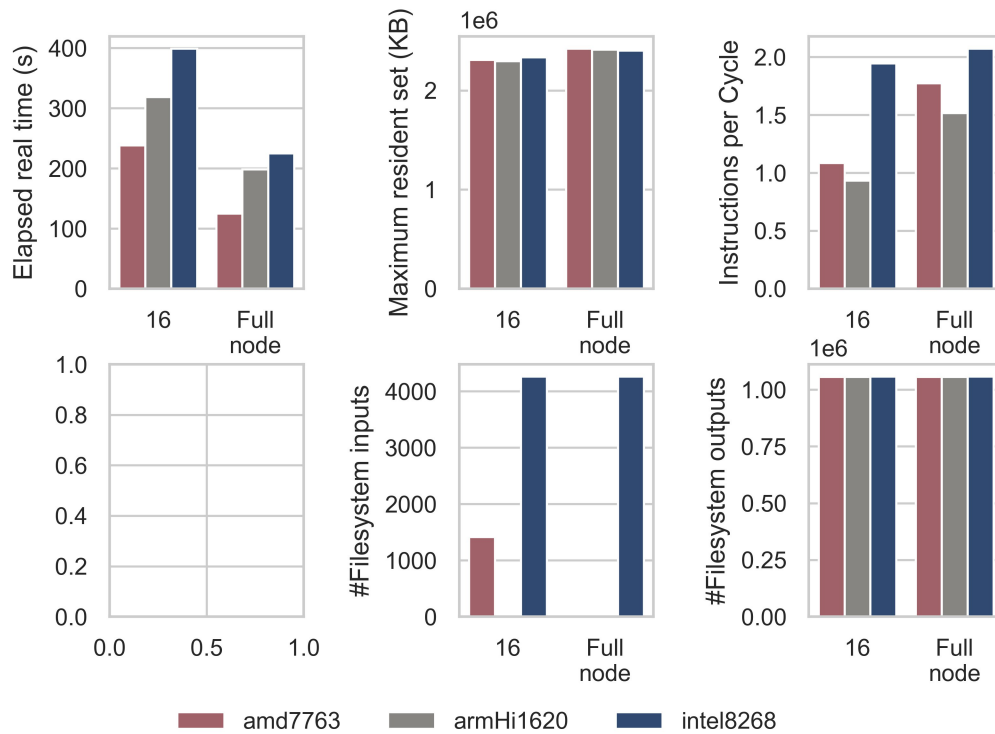 Elapsed real time (s)
400
300
200
100
0
16
Full
node
Maximum resident set (KB)
1e6
2
1
0
16
Full
node
Instructions per Cycle
2.0
1.5
1.0
0.5
0.0
16
Full
node
1.0
0.8
0.6
0.4
0.2
0.0
0.0
0.5
1.0
#Filesystem inputs
4000
3000
2000
1000
0
16
Full
node
#Filesystem outputs
1e6
1.00
0.75
0.50
0.25
0.00
16
Full
node
amd7763
armHi1620
intel8268